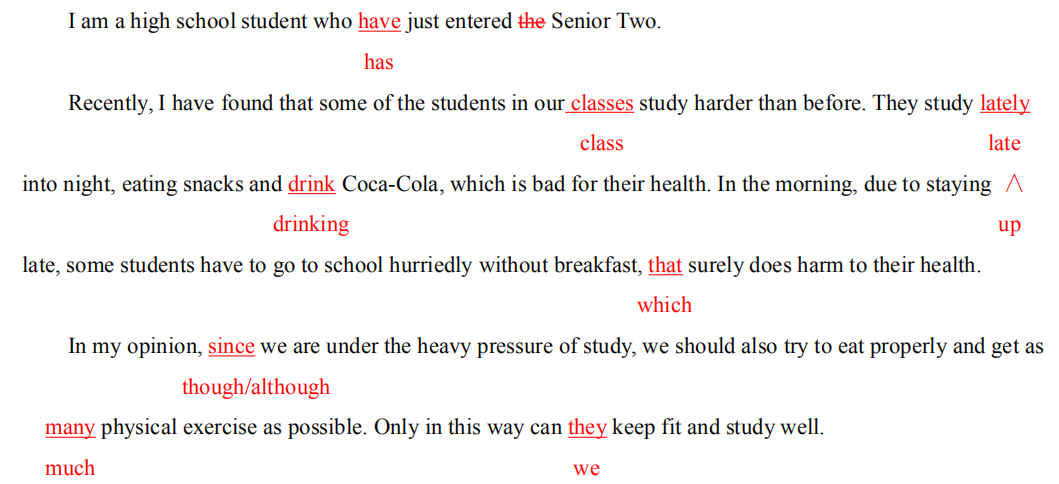 I am a high school student who have just entered the Senior Two.
has
Recently, I have found that some of the students in our classes study harder than before. They study lately
class late
into night, eating snacks and drink Coca-Cola, which is bad for their health. In the morning, due to staying ∧
drinking up
late, some students have to go to school hurriedly without breakfast, that surely does harm to their health.
which
In my opinion, since we are under the heavy pressure of study, we should also try to eat properly and get as
though/although
many physical exercise as possible. Only in this way can they keep fit and study well.
much we